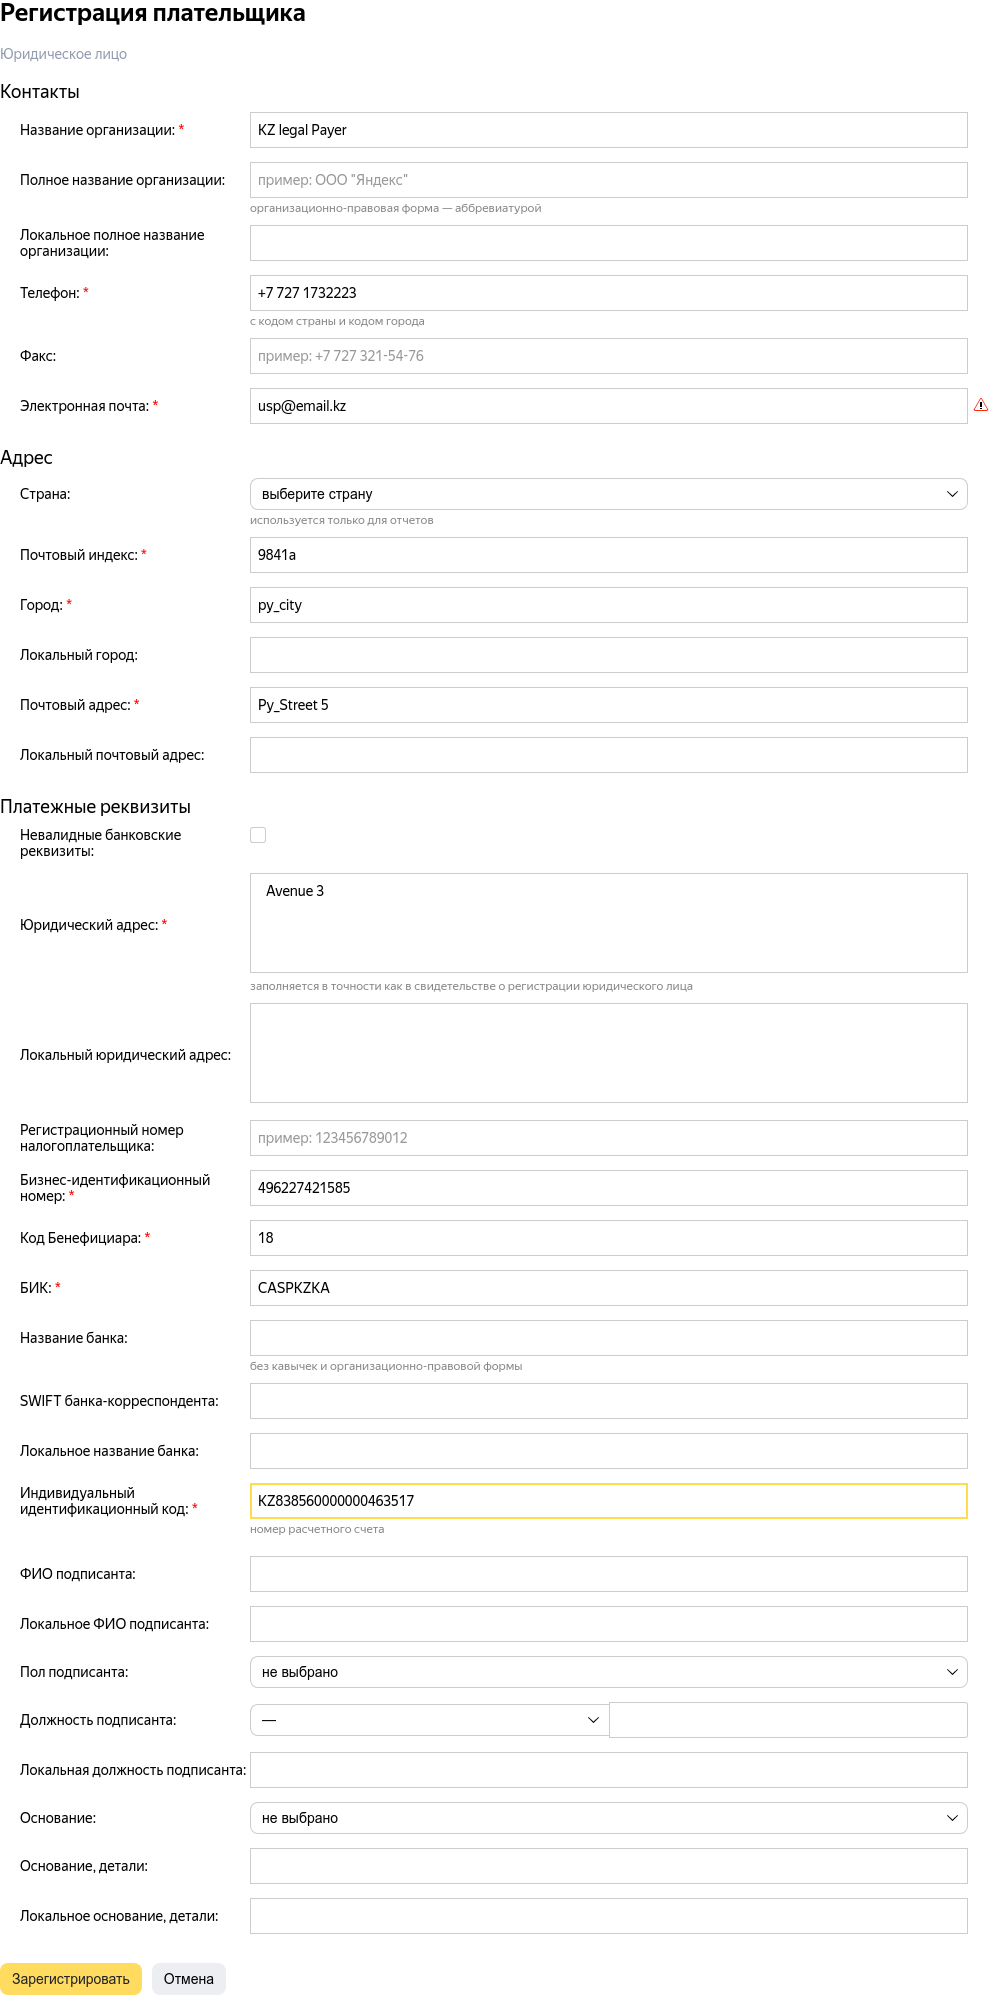 Регистрация плательщика
Юридическое лицо
Контакты
Название организации: *
KZ legal Payer
Полное название организации:
пример: ООО "Яндекс"
организационно-правовая форма — аббревиатурой
Локальное полное название
организации:
Телефон: *
+7 727 1732223
с кодом страны и кодом города
Факс:
пример: +7 727 321-54-76
Электронная почта: *
usp@email.kz
Адрес
Страна:
выберите страну
используется только для отчетов
Почтовый индекс: *
9841a
Город: *
py_city
Локальный город:
Почтовый адрес: *
Py_Street 5
Локальный почтовый адрес:
Платежные реквизиты
Невалидные банковские
реквизиты:
Юридический адрес: *
Avenue 3
заполняется в точности как в свидетельстве о регистрации юридического лица
Локальный юридический адрес:
Регистрационный номер
налогоплательщика:
пример: 123456789012
Бизнес-идентификационный
номер: *
496227421585
Код Бенефициара: *
18
БИК: *
CASPKZKA
Название банка:
без кавычек и организационно-правовой формы
SWIFT банка-корреспондента:
Локальное название банка:
Индивидуальный
идентификационный код: *
KZ838560000000463517
номер расчетного счета
ФИО подписанта:
Локальное ФИО подписанта:
Пол подписанта:
не выбрано
Должность подписанта:
—
Локальная должность подписанта:
Основание:
не выбрано
Основание, детали:
Локальное основание, детали:
Зарегистрировать
Отмена